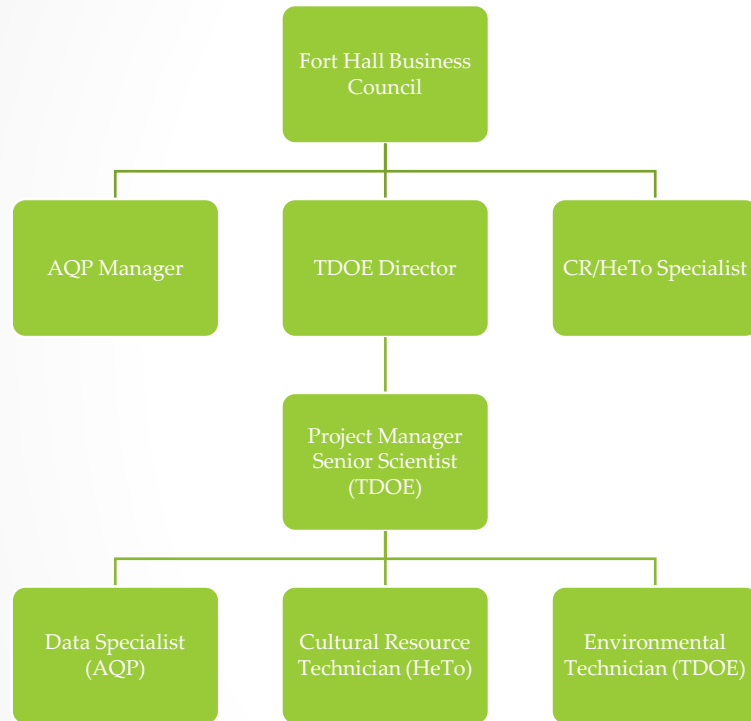 Fort Hall Business
Council
AQP Manager
TDOE Director
CR/HeTo Specialist
Project Manager
Senior Scientist
(TDOE)
Data Specialist
(AQP)
Cultural Resource
Technician (HeTo)
Environmental
Technician (TDOE)